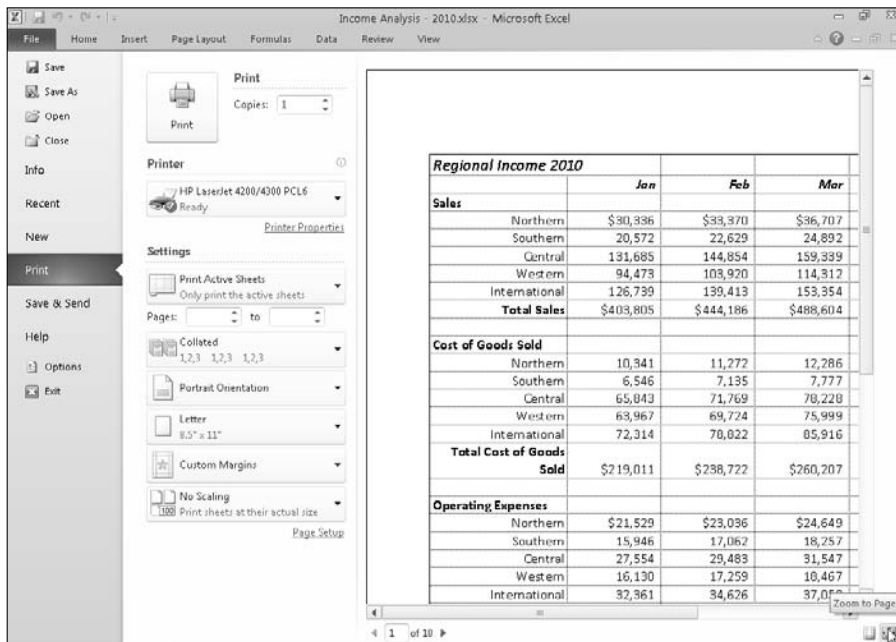 Income Analysis - 2010.xlsx - Microsoft Excel
File Home Insert Page Layout Formulas Data Review View
Save
Save As
Open
Close
Info
Recent
New
Print
Save & Send
Help
Options
Exit
Print
Print
Copies: 1
Printer
HP LaserJet 4200/4300 PCL6
Ready
Printer Properties
Settings
Print Active Sheets
Only print the active sheets
Pages: to
Collated
1,2,3 1,2,3 1,2,3
Portrait Orientation
Letter
8.5" x 11"
Custom Margins
No Scaling
100 Print sheets at their actual size
Page Setup
Regional Income 2010
Jan Feb Mar
Sales
Northern $30,336 $33,370 $36,707
Southern 20,572 22,629 24,892
Central 131,685 144,854 159,339
Western 94,473 103,920 114,312
International 126,739 139,413 153,354
Total Sales $403,805 $444,186 $488,604
Cost of Goods Sold
Northern 10,341 11,272 12,286
Southern 6,546 7,135 7,777
Central 65,843 71,769 78,228
Western 63,967 69,724 75,999
International 72,314 78,822 85,916
Total Cost of Goods
Sold $219,011 $238,722 $260,207
Operating Expenses
Northern $21,529 $23,036 $24,649
Southern 15,946 17,062 18,257
Central 27,554 29,483 31,547
Western 16,130 17,259 18,467
International 32,361 34,626
Zoom to Page
1 of 10